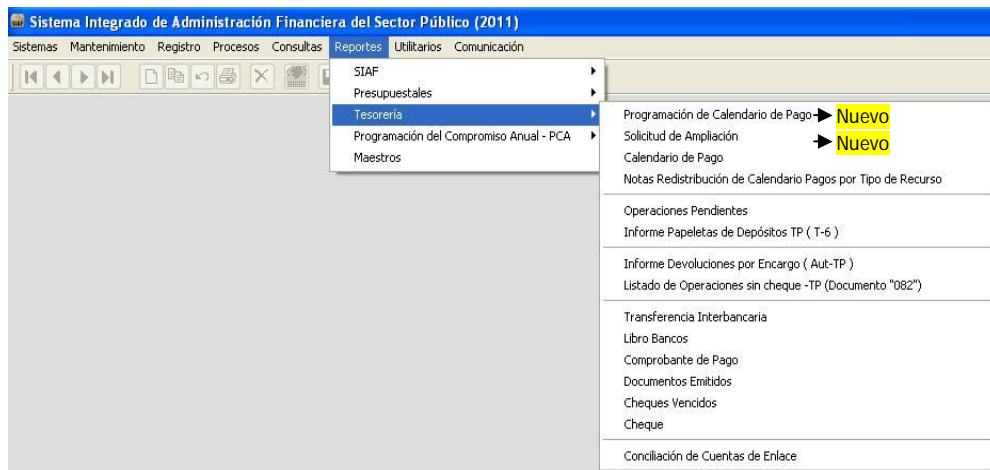 Sistema Integrado de Administración Financiera del Sector Público (2011)
Sistemas Mantenimiento Registro Procesos Consultas Reportes Utilitarios Comunicación
SIAF
Presupuestales
Tesorería
Programación del Compromiso Anual - PCA
Maestros
Programación de Calendario de Pago Nuevo
Solicitud de Ampliación Nuevo
Calendario de Pago
Notas Redistribución de Calendario Pagos por Tipo de Recurso
Operaciones Pendientes
Informe Papeletas de Depósitos TP ( T-6 )
Informe Devoluciones por Encargo ( Aut-TP )
Listado de Operaciones sin cheque -TP (Documento "082")
Transferencia Interbancaria
Libro Bancos
Comprobante de Pago
Documentos Emitidos
Cheques Vencidos
Cheque
Conciliación de Cuentas de Enlace